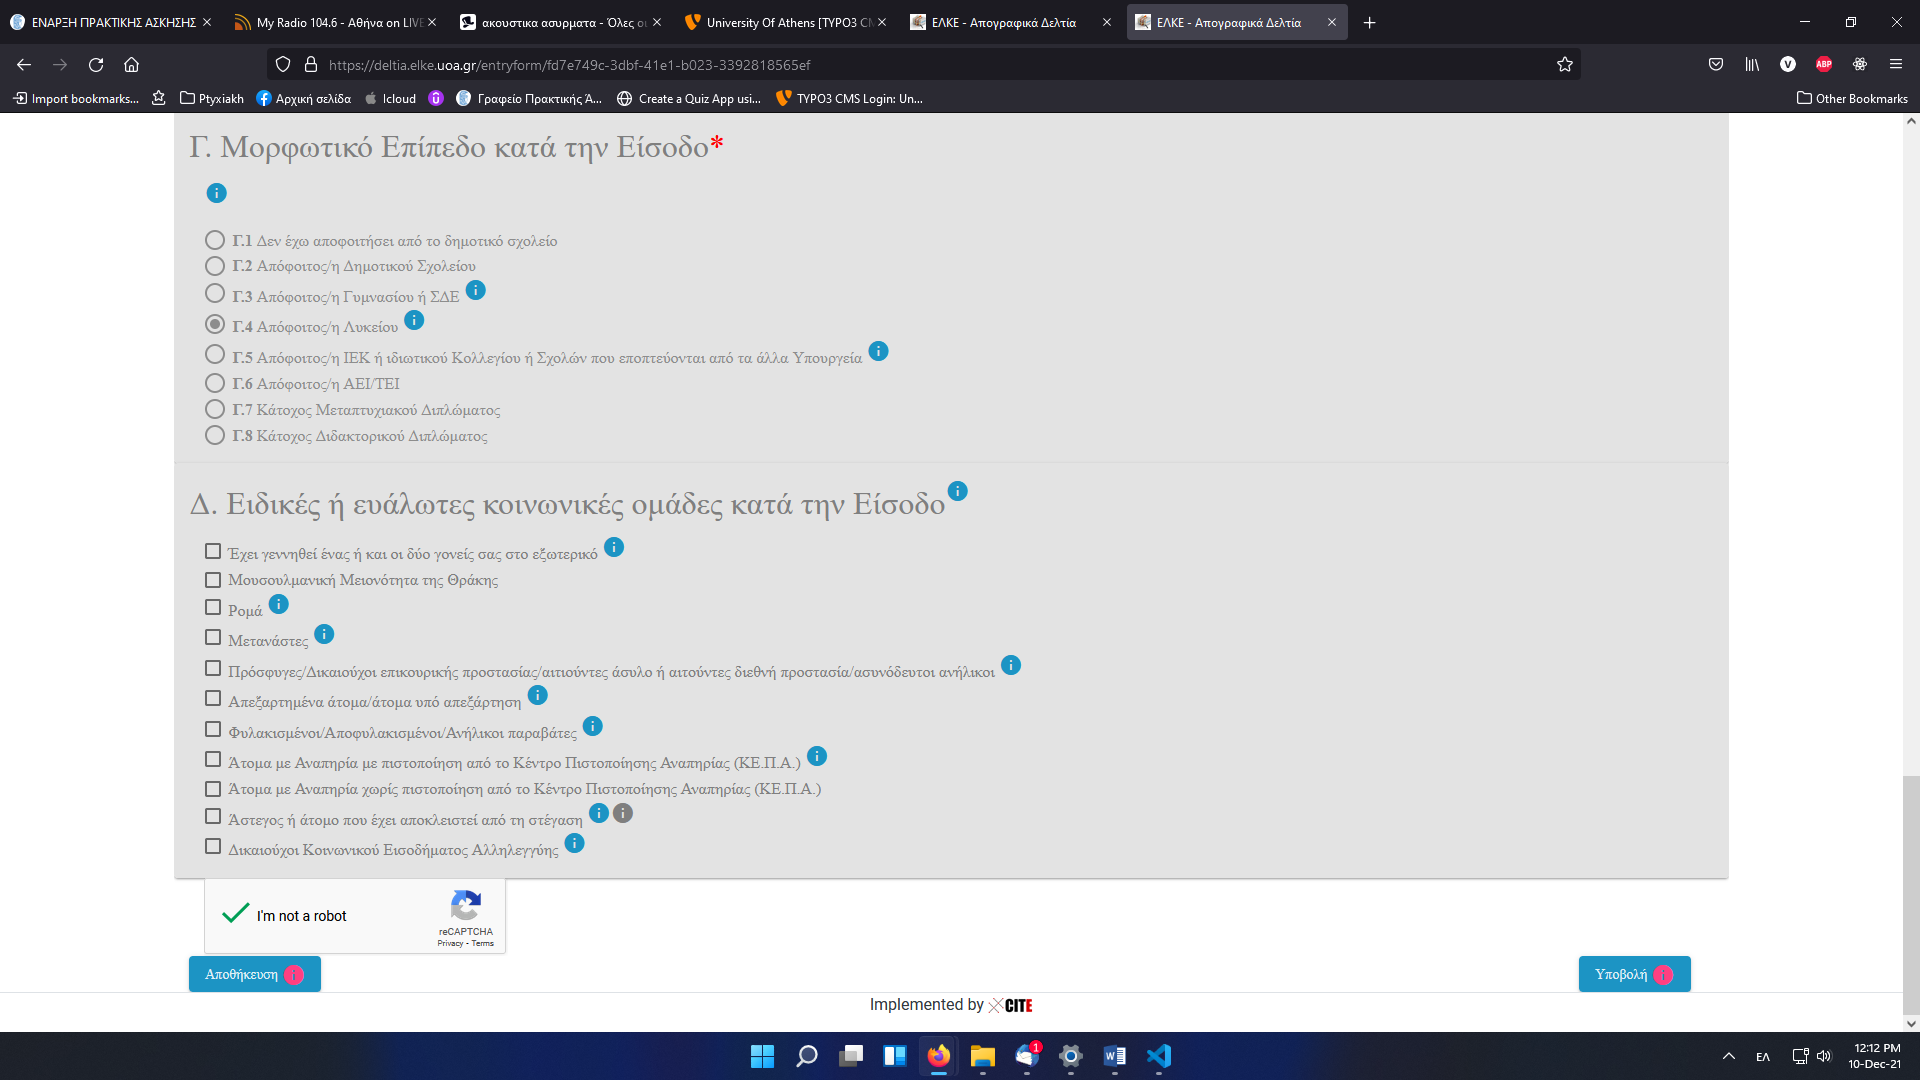 ΕΝΑΡΞΗ ΠΡΑΚΤΙΚΗΣ ΑΣΚΗΣΗΣ
My Radio 104.6 - Αθήνα on LIVE
ακουστικα ασυρματα - Όλες οι
University Of Athens [TYPO3 CM
ΕΛΚΕ - Απογραφικά Δελτία
ΕΛΚΕ - Απογραφικά Δελτία
https://deltia.elke.uoa.gr/entryform/fd7e749c-3dbf-41e1-b023-3392818565ef
V
ABP
Import bookmarks...
Ptyxiakh
Αρχική σελίδα
Icloud
Γραφείο Πρακτικής Ά...
Create a Quiz App usi...
TYPO3 CMS Login: Un...
Other Bookmarks
Γ. Μορφωτικό Επίπεδο κατά την Είσοδο*
i
Γ.1 Δεν έχω αποφοιτήσει από το δημοτικό σχολείο
Γ.2 Απόφοιτος/η Δημοτικού Σχολείου
Γ.3 Απόφοιτος/η Γυμνασίου ή ΣΔΕ i
Γ.4 Απόφοιτος/η Λυκείου i
Γ.5 Απόφοιτος/η ΙΕΚ ή ιδιωτικού Κολλεγίου ή Σχολών που εποπτεύονται από τα άλλα Υπουργεία i
Γ.6 Απόφοιτος/η ΑΕΙ/ΤΕΙ
Γ.7 Κάτοχος Μεταπτυχιακού Διπλώματος
Γ.8 Κάτοχος Διδακτορικού Διπλώματος
Δ. Ειδικές ή ευάλωτες κοινωνικές ομάδες κατά την Είσοδο i
Έχει γεννηθεί ένας ή και οι δύο γονείς σας στο εξωτερικό i
Μουσουλμανική Μειονότητα της Θράκης
Ρομά i
Μετανάστες i
Πρόσφυγες/Δικαιούχοι επικουρικής προστασίας/αιτιούντες άσυλο ή αιτούντες διεθνή προστασία/ασυνόδευτοι ανήλικοι i
Απεξαρτημένα άτομα/άτομα υπό απεξάρτηση i
Φυλακισμένοι/Αποφυλακισμένοι/Ανήλικοι παραβάτες i
Άτομα με Αναπηρία με πιστοποίηση από το Κέντρο Πιστοποίησης Αναπηρίας (ΚΕ.Π.Α.) i
Άτομα με Αναπηρία χωρίς πιστοποίηση από το Κέντρο Πιστοποίησης Αναπηρίας (ΚΕ.Π.Α.)
Άστεγος ή άτομο που έχει αποκλειστεί από τη στέγαση i i
Δικαιούχοι Κοινωνικού Εισοδήματος Αλληλεγγύης i
I'm not a robot
reCAPTCHA
Privacy - Terms
Αποθήκευση i
Υποβολή i
Implemented by XCITE
1
ΕΛ
12:12 PM
10-Dec-21